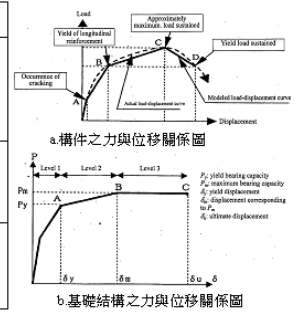 Load
Approximately
maximum, load sustained
Yield of longitudinal
reinforcement
C
Yield load sustained
B
D
Occurrence of
cracking
A
Actual load-displacement curve
Modeled load-displacement curve
Displacement
a.構件之力與位移關係圖
P
Level 1
Level 2
Level 3
Pm
Py
A
B
C
Py: yield bearing capacity
Pm: maximum bearing capacity
δy: yield displacement
δm: displacement corresponding
to Pm
δu: ultimate displacement
δy
δm
δu
δ
b.基礎結構之力與位移關係圖